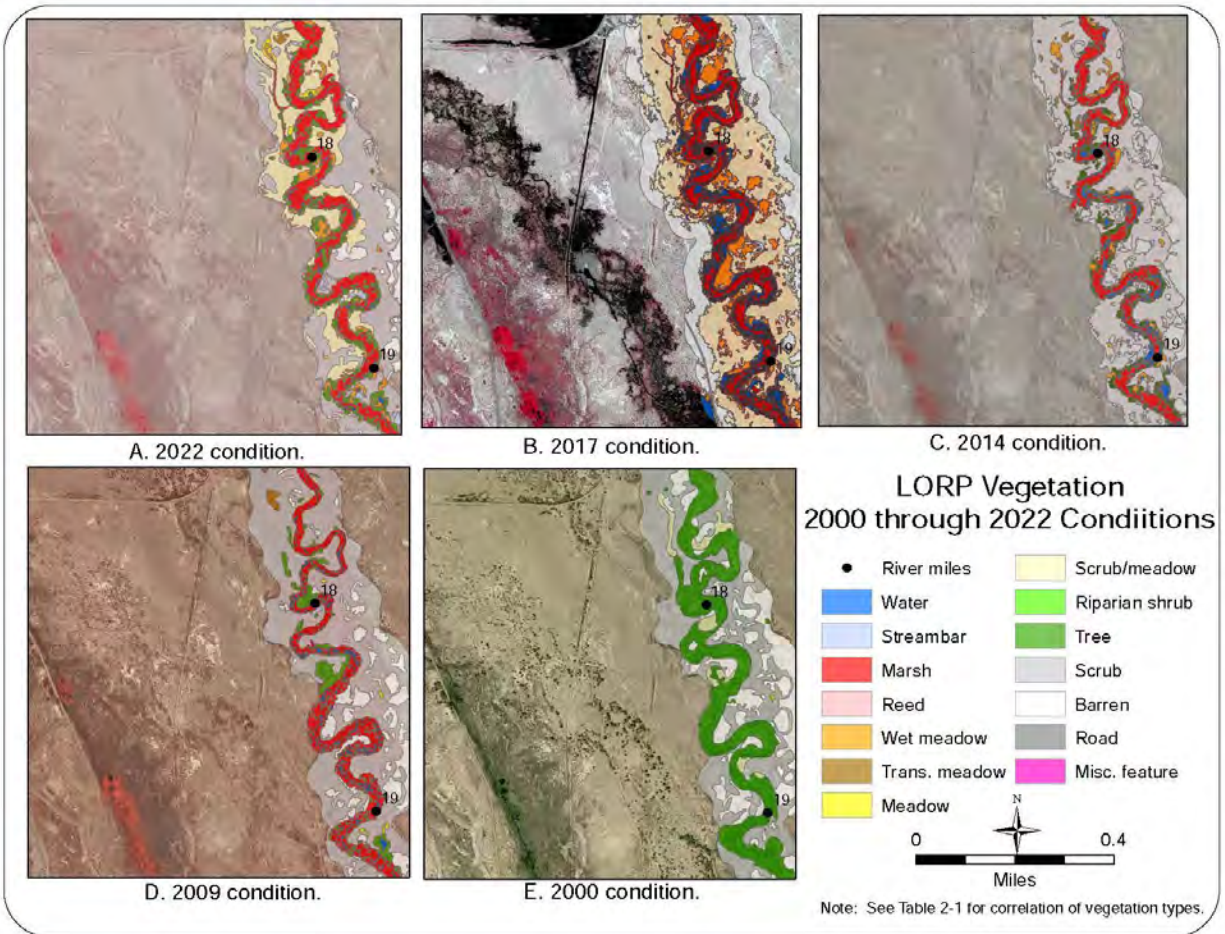 18
19
A. 2022 condition.
18
19
B. 2017 condition.
18
19
C. 2014 condition.
18
19
D. 2009 condition.
18
19
E. 2000 condition.
LORP Vegetation
2000 through 2022 Condiitions
River miles
Water
Streambar
Marsh
Reed
Wet meadow
Trans. meadow
Meadow
Scrub/meadow
Riparian shrub
Tree
Scrub
Barren
Road
Misc. feature
N
0 0.4
Miles
Note: See Table 2-1 for correlation of vegetation types.